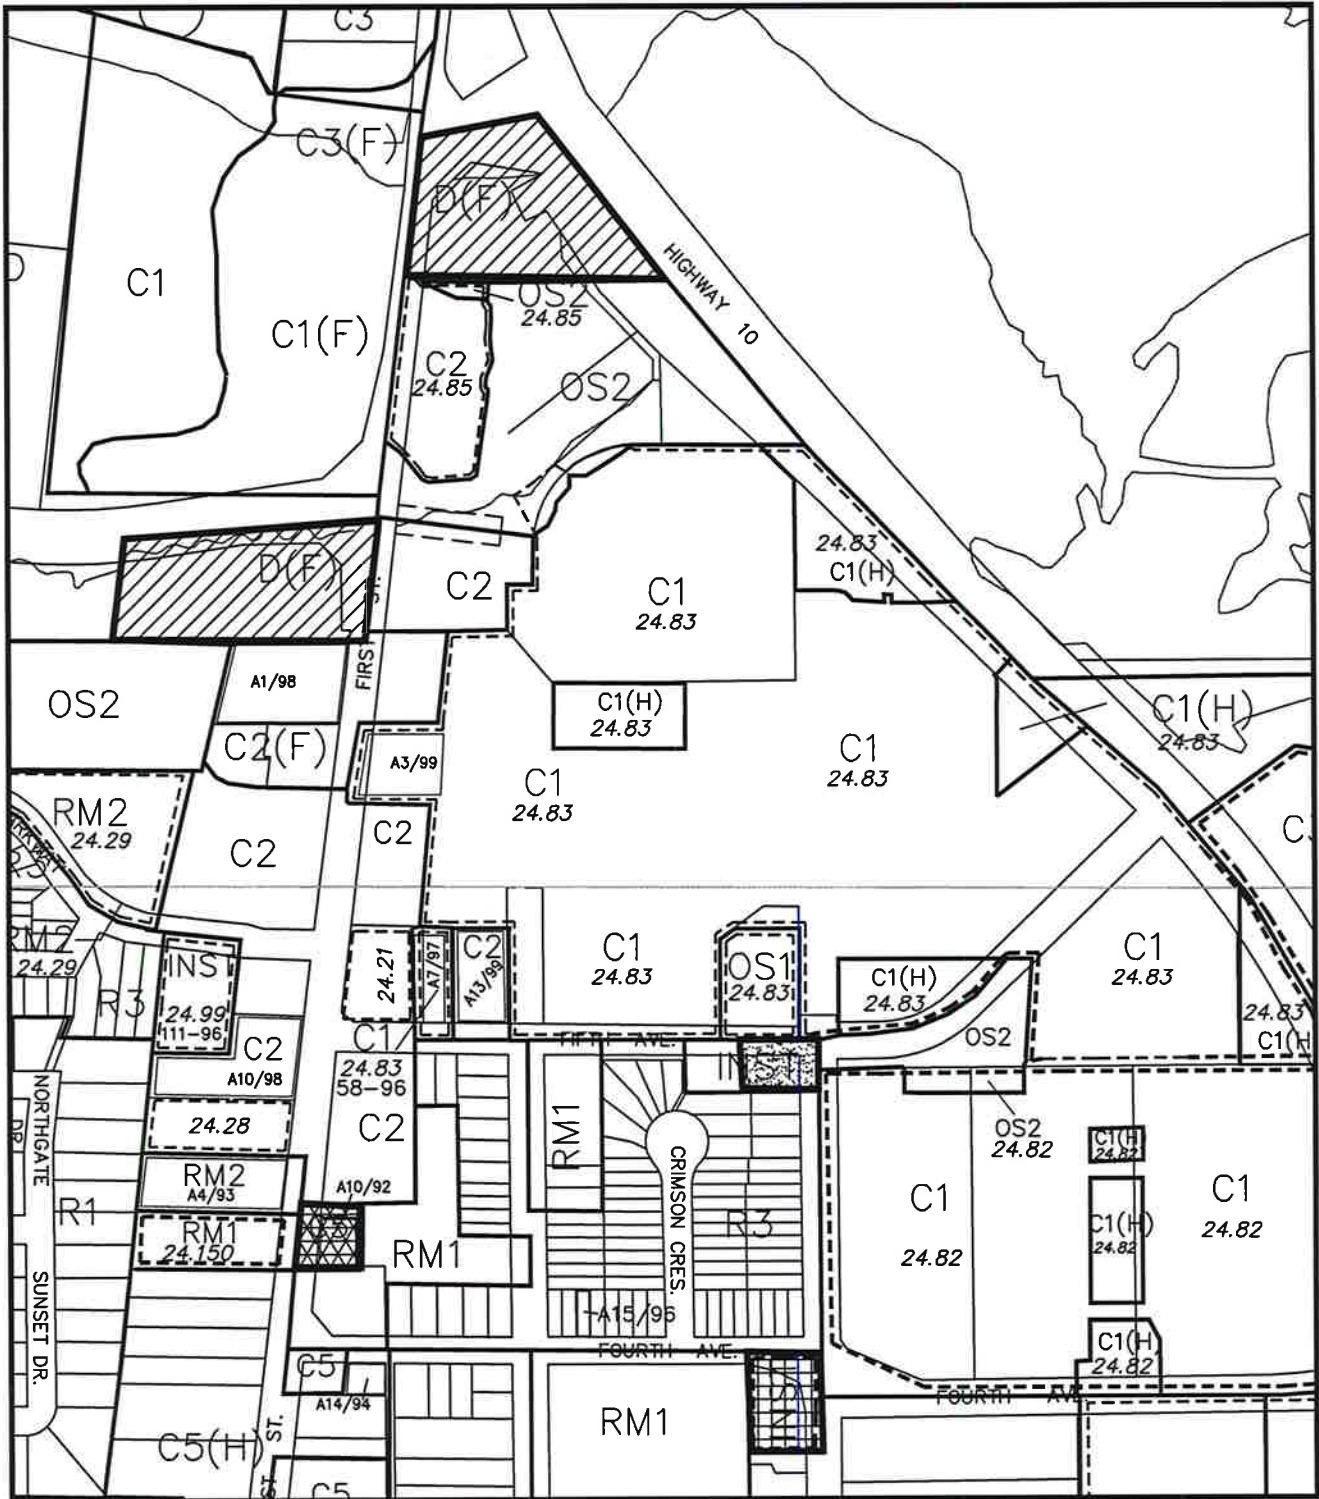 C3
C3(F)
D(F)
C1
HIGHWAY 10
OS2
24.85
C1(F)
C2
24.85
OS2
D(F)
C2
C1
24.83
24.83
C1(H)
FIRST
ST.
A1/98
OS2
C1(H)
24.83
C1(H)
24.83
C2(F)
A3/99
C1
24.83
C1
24.83
RM2
24.29
C2
C2
RM2
24.29
INS
24.99
111-96
R3
24.21
A7/97
C2
A13/99
C1
24.83
OS1
24.83
C1(H)
24.83
C1
24.83
24.83
C1(H
OS2
C1
24.83
58-96
FIFTH AVE.
INST
C2
A10/98
24.28
C2
RM1
OS2
24.82
C1(H)
24.82
NORTHGATE
DR.
RM2
A4/93
A10/92
CRIMSON CRES.
R1
RM1
24.150
RM1
R3
C1
24.82
C1(H)
24.82
C1
24.82
SUNSET DR.
A15/96
FOURTH AVE.
C1(H)
24.82
C5
A14/94
FOURTH AVE.
RM1
C5(H)
ST.
C5